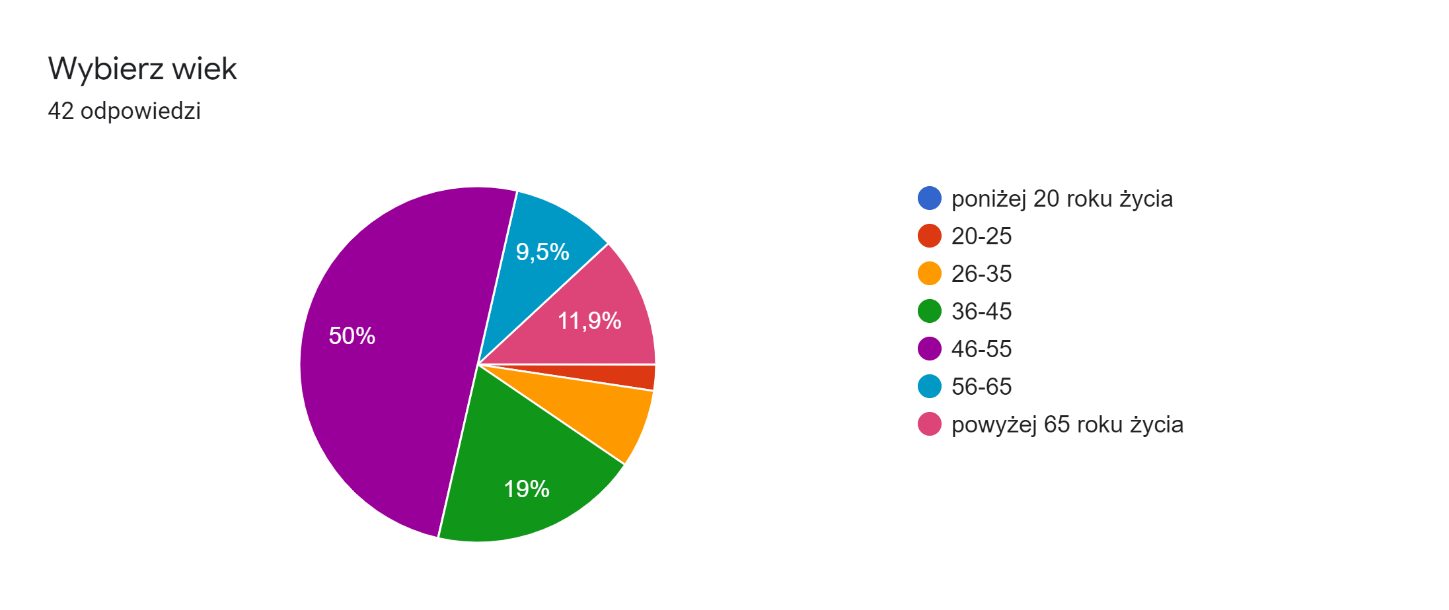 Wybierz wiek
42 odpowiedzi
9,5%
11,9%
50%
19%
poniżej 20 roku życia
20-25
26-35
36-45
46-55
56-65
powyżej 65 roku życia